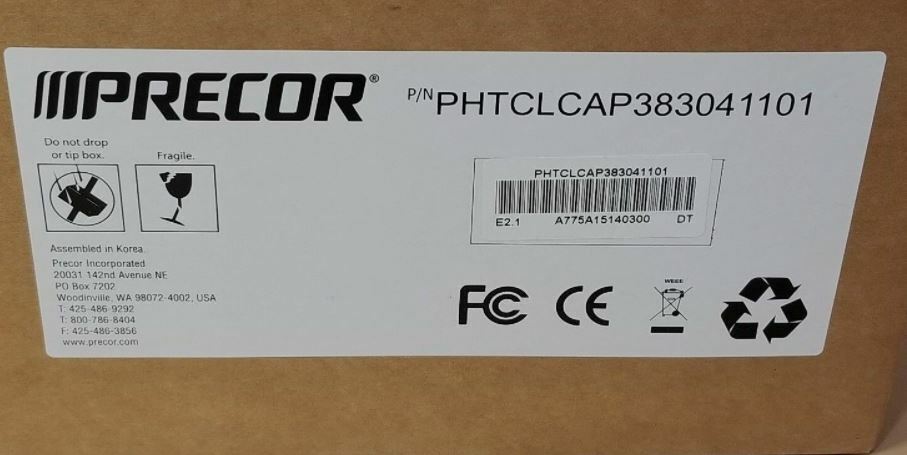 PRECOR®
P/N PHTCLCAP383041101
Do not drop
or tip box.
Fragile.
PHTCLCAP383041101
E2.1 A775A15140300 DT
Assembled in Korea.
Precor Incorporated
20031 142nd Avenue NE
PO Box 7202
Woodinville, WA 98072-4002, USA
T: 425-486-9292
T: 800-786-8404
F: 425-486-3856
www.precor.com
FC CE
WEEE